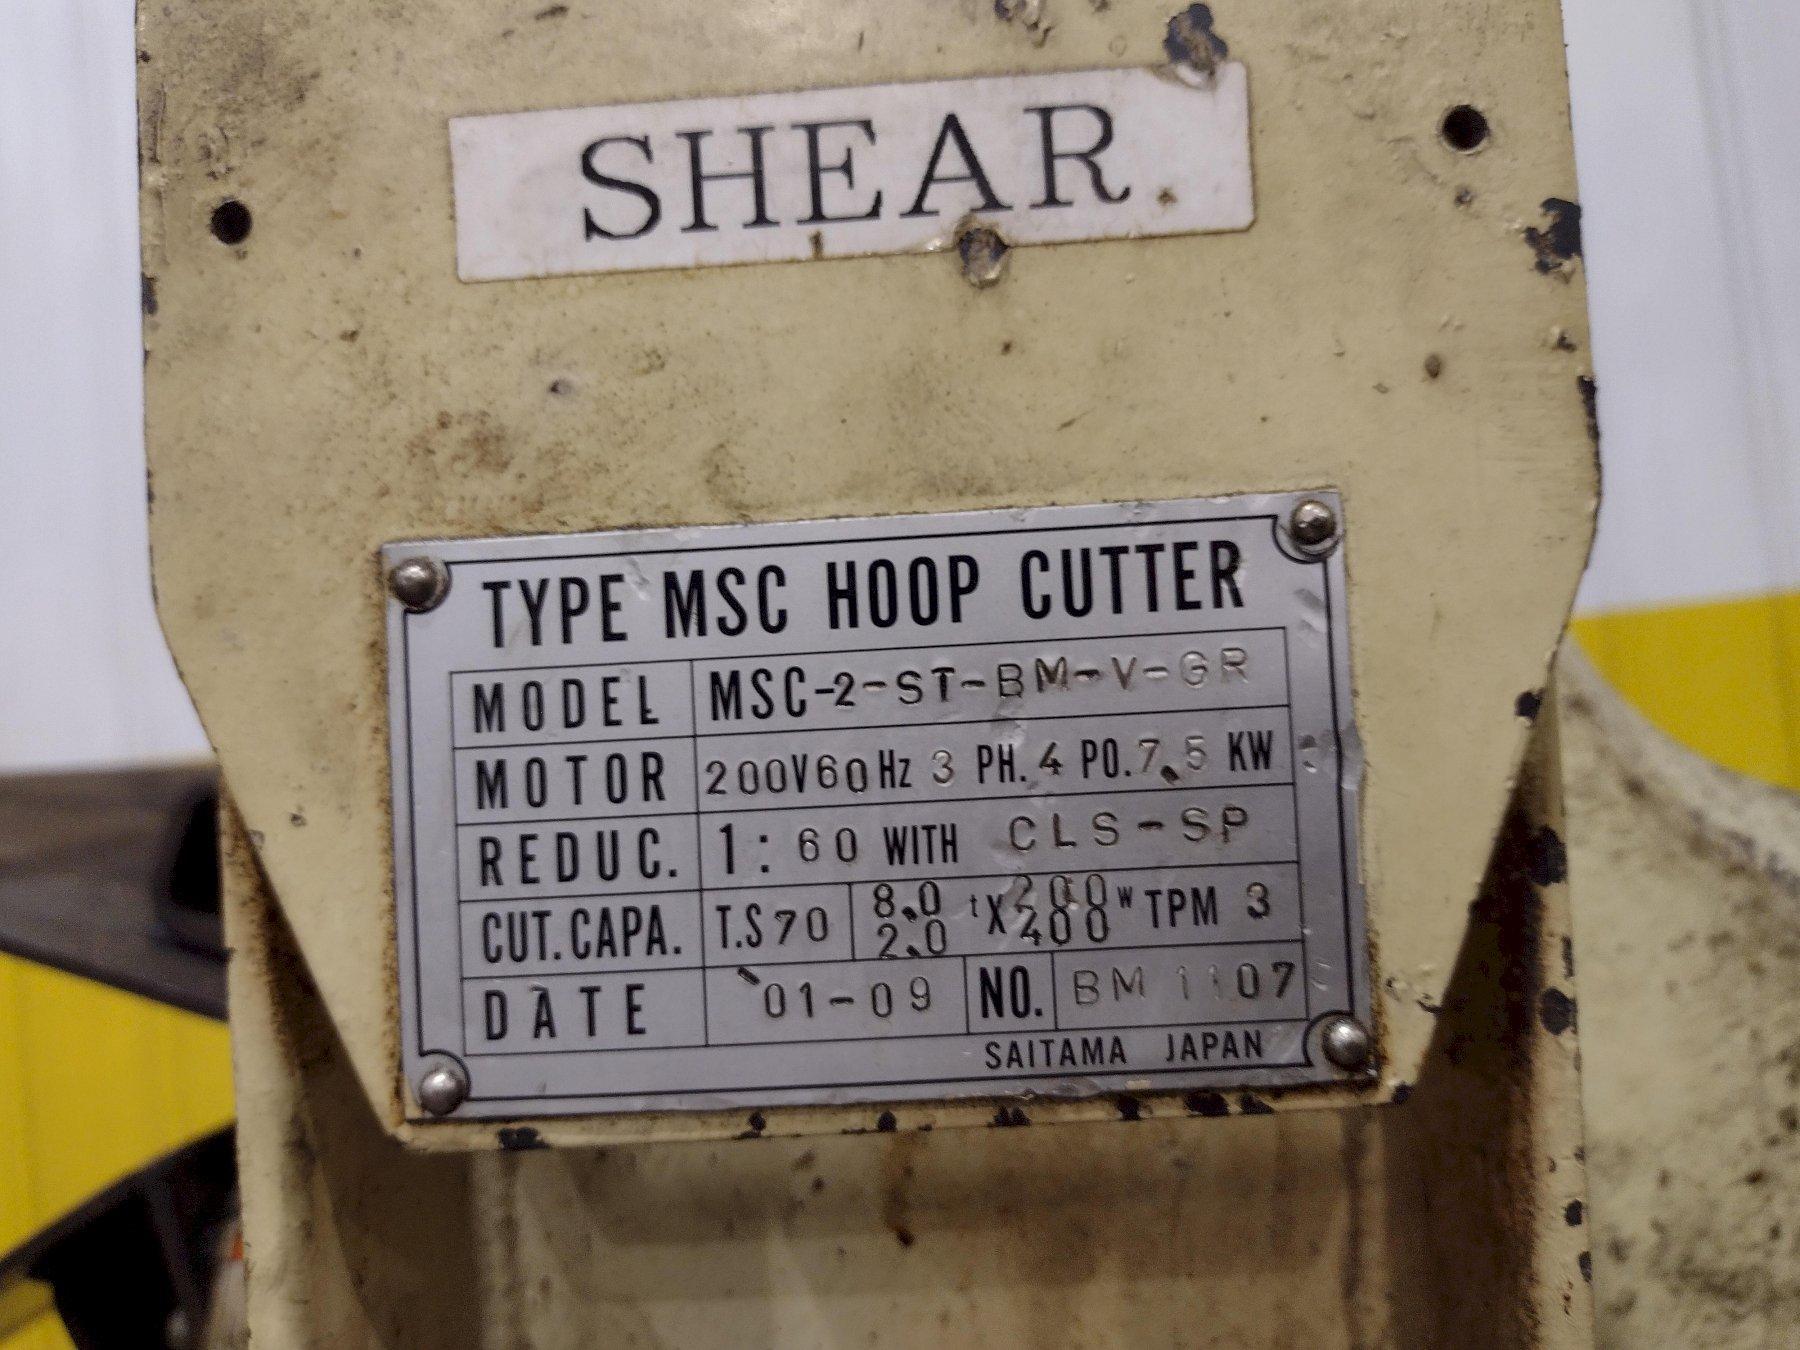 SHEAR
TYPE MSC HOOP CUTTER
MODEL MSC-2-ST-BM-V-GR
MOTOR 200V60Hz 3 PH. 4 PO. 7.5 KW
REDUC. 1: 60 WITH CLS-SP
CUT.CAPA. T.S70 8.0 2.0 t X 200 400 w TPM 3
DATE '01-09 NO. BM 1107
SAITAMA JAPAN